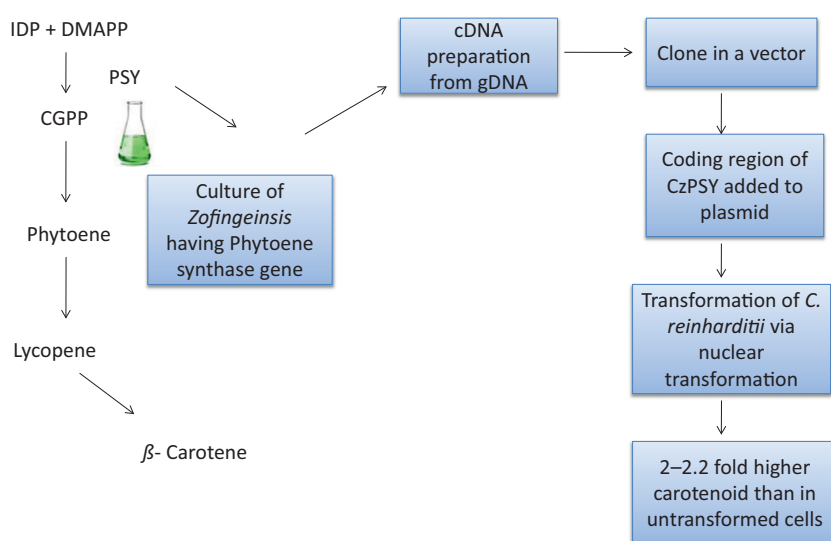 IDP + DMAPP
PSY
CGPP
Phytoene
Lycopene
ß- Carotene
Culture of
Zofingeinsis
having Phytoene
synthase gene
cDNA
preparation
from gDNA
Clone in a vector
Coding region of
CzPSY added to
plasmid
Transformation of C.
reinharditii via
nuclear
transformation
2–2.2 fold higher
carotenoid than in
untransformed cells